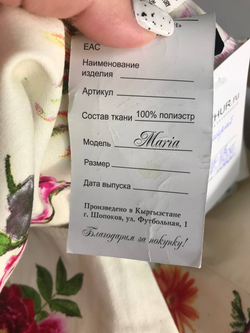 EAC
Наименование
изделия
Артикул
Состав ткани 100% полиэстр
Модель Maria
Размер
Дата выпуска
Произведено в Кыргызстане
г. Шопоков, ул. Футбольная, 1
Благодарим за покупку!